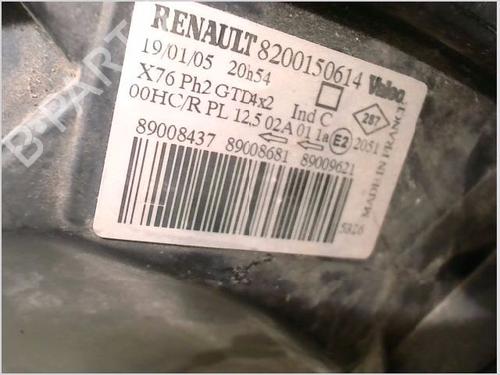 RENAULT 8200150614 Valeo
19/01/05 20h54
X76 Ph2 GTD4x2 Ind C 287
00HC/R PL 12,5 02A 01 1a E2 2051
89008437 89008681 89009621
5326
MADE IN FRANCE
B-PARTS